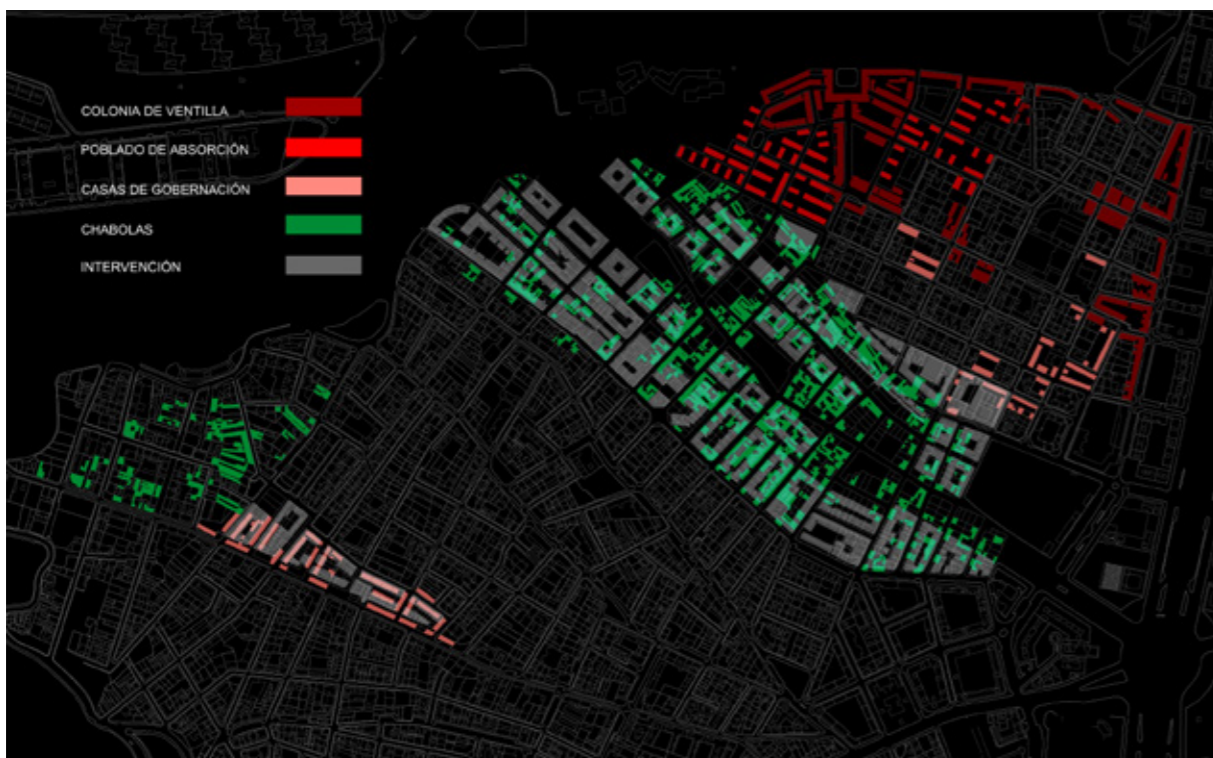 COLONIA DE VENTILLA
POBLADO DE ABSORCIÓN
CASAS DE GOBERNACIÓN
CHABOLAS
INTERVENCIÓN